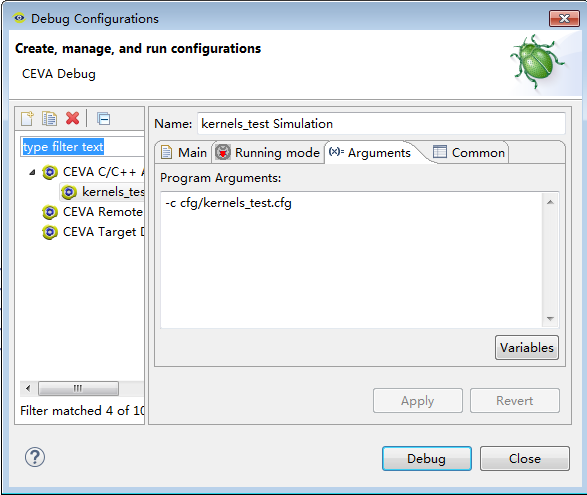 Debug Configurations
Create, manage, and run configurations
CEVA Debug
type filter text
CEVA C/C++ A
kernels_tes
CEVA Remote
CEVA Target D
Filter matched 4 of 10
Name: kernels_test Simulation
Main Running mode (x)= Arguments Common
Program Arguments:
-c cfg/kernels_test.cfg
Variables
Apply Revert
? Debug Close